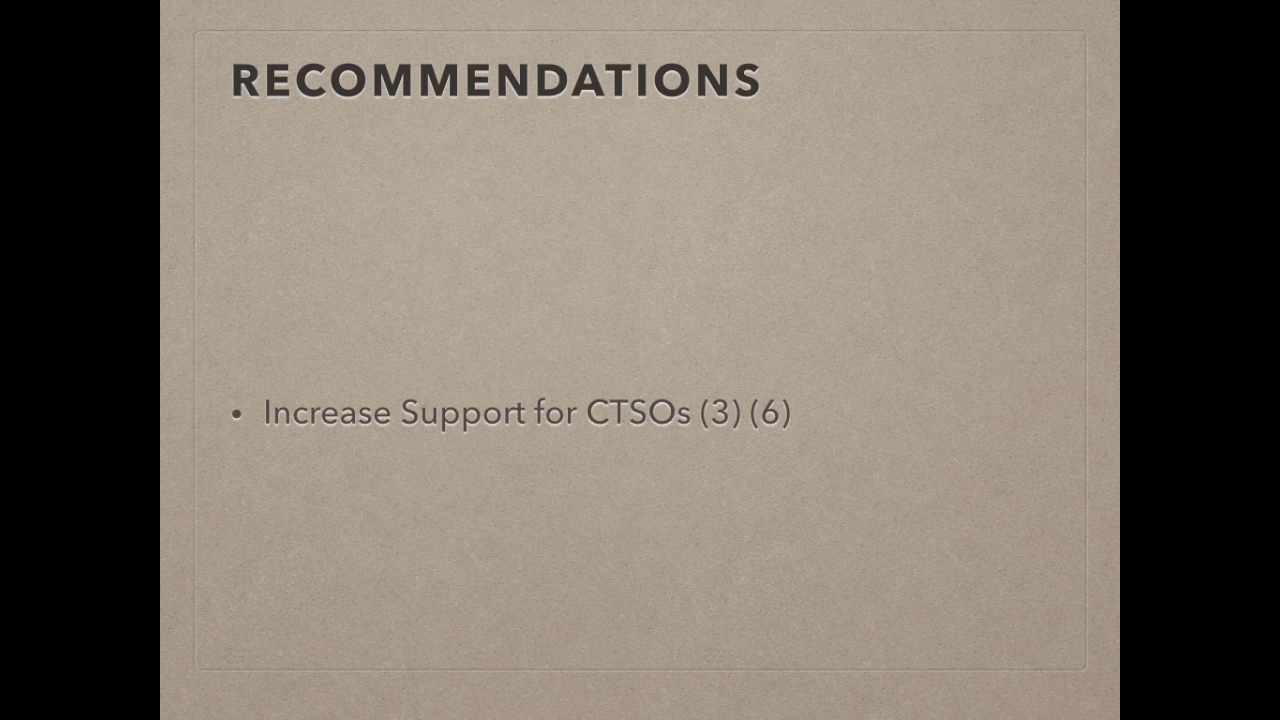 RECOMMENDATIONS
• Increase Support for CTSOs (3) (6)